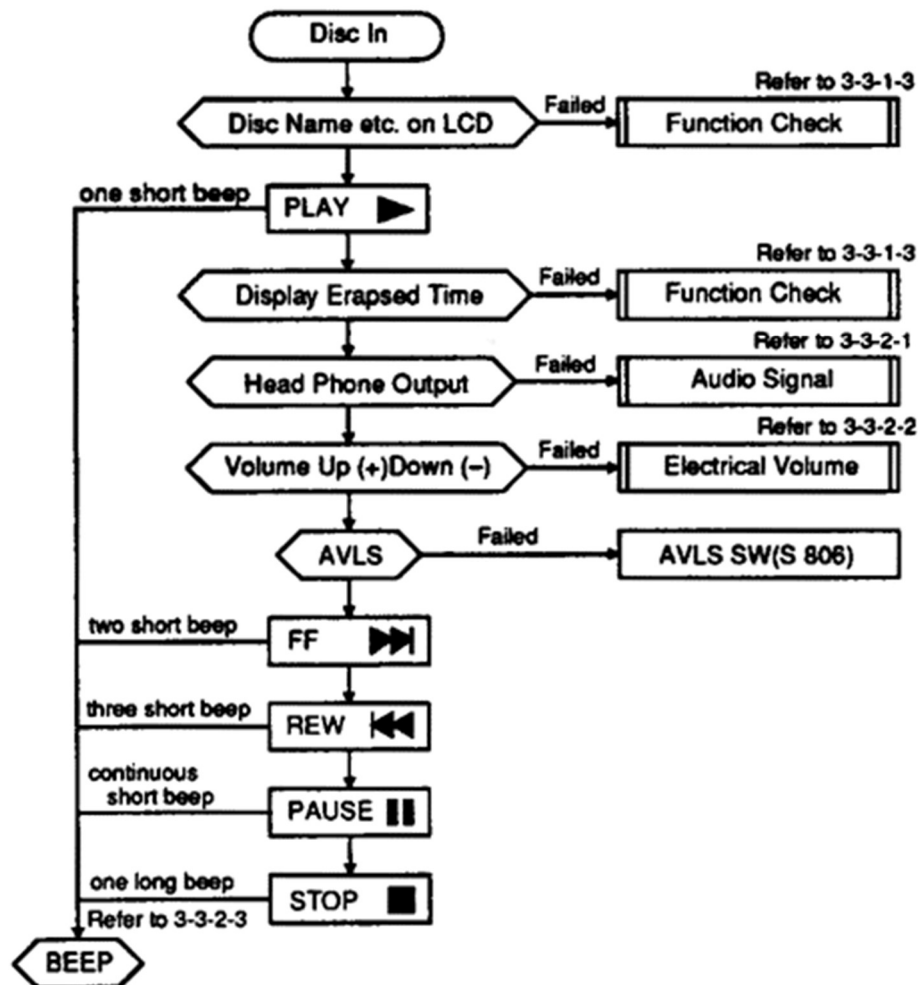 Disc In
Refer to 3-3-1-3
Disc Name etc. on LCD
Failed
Function Check
one short beep
PLAY
Refer to 3-3-1-3
Display Erapsed Time
Failed
Function Check
Refer to 3-3-2-1
Head Phone Output
Failed
Audio Signal
Refer to 3-3-2-2
Volume Up (+)Down (–)
Failed
Electrical Volume
AVLS
Failed
AVLS SW(S 806)
two short beep
FF
three short beep
REW
continuous
short beep
PAUSE
one long beep
STOP
Refer to 3-3-2-3
BEEP